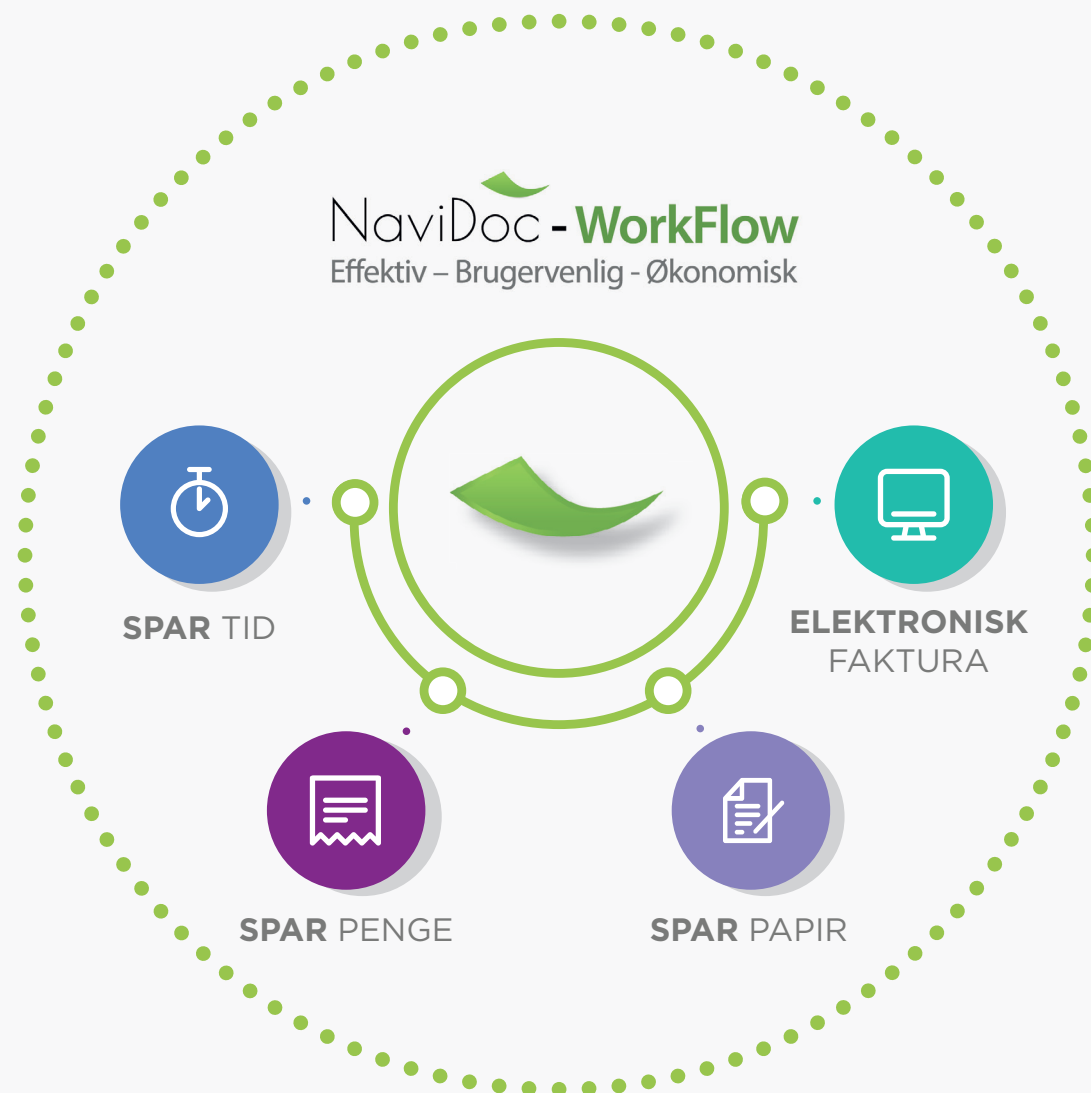 NaviDoc - WorkFlow
Effektiv – Brugervenlig - Økonomisk
SPAR TID
ELEKTRONISK
FAKTURA
SPAR PENGE
SPAR PAPIR